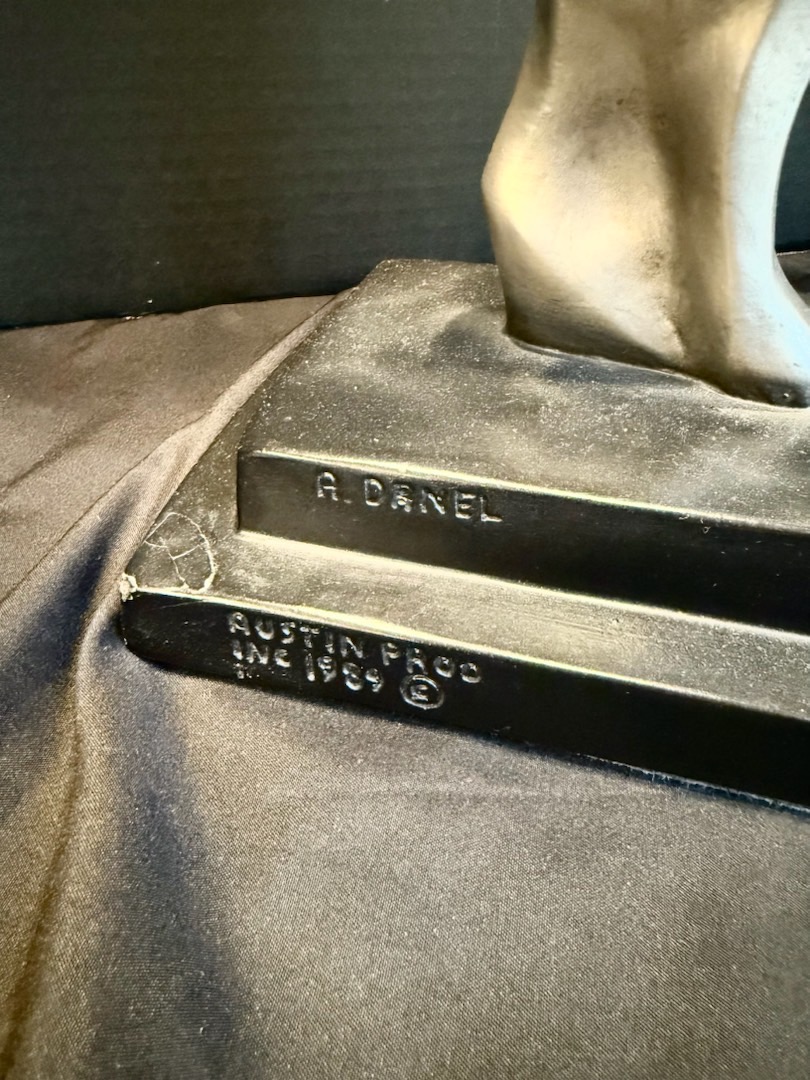 A. DANEL
AUSTIN PROD
INC 1989 ©